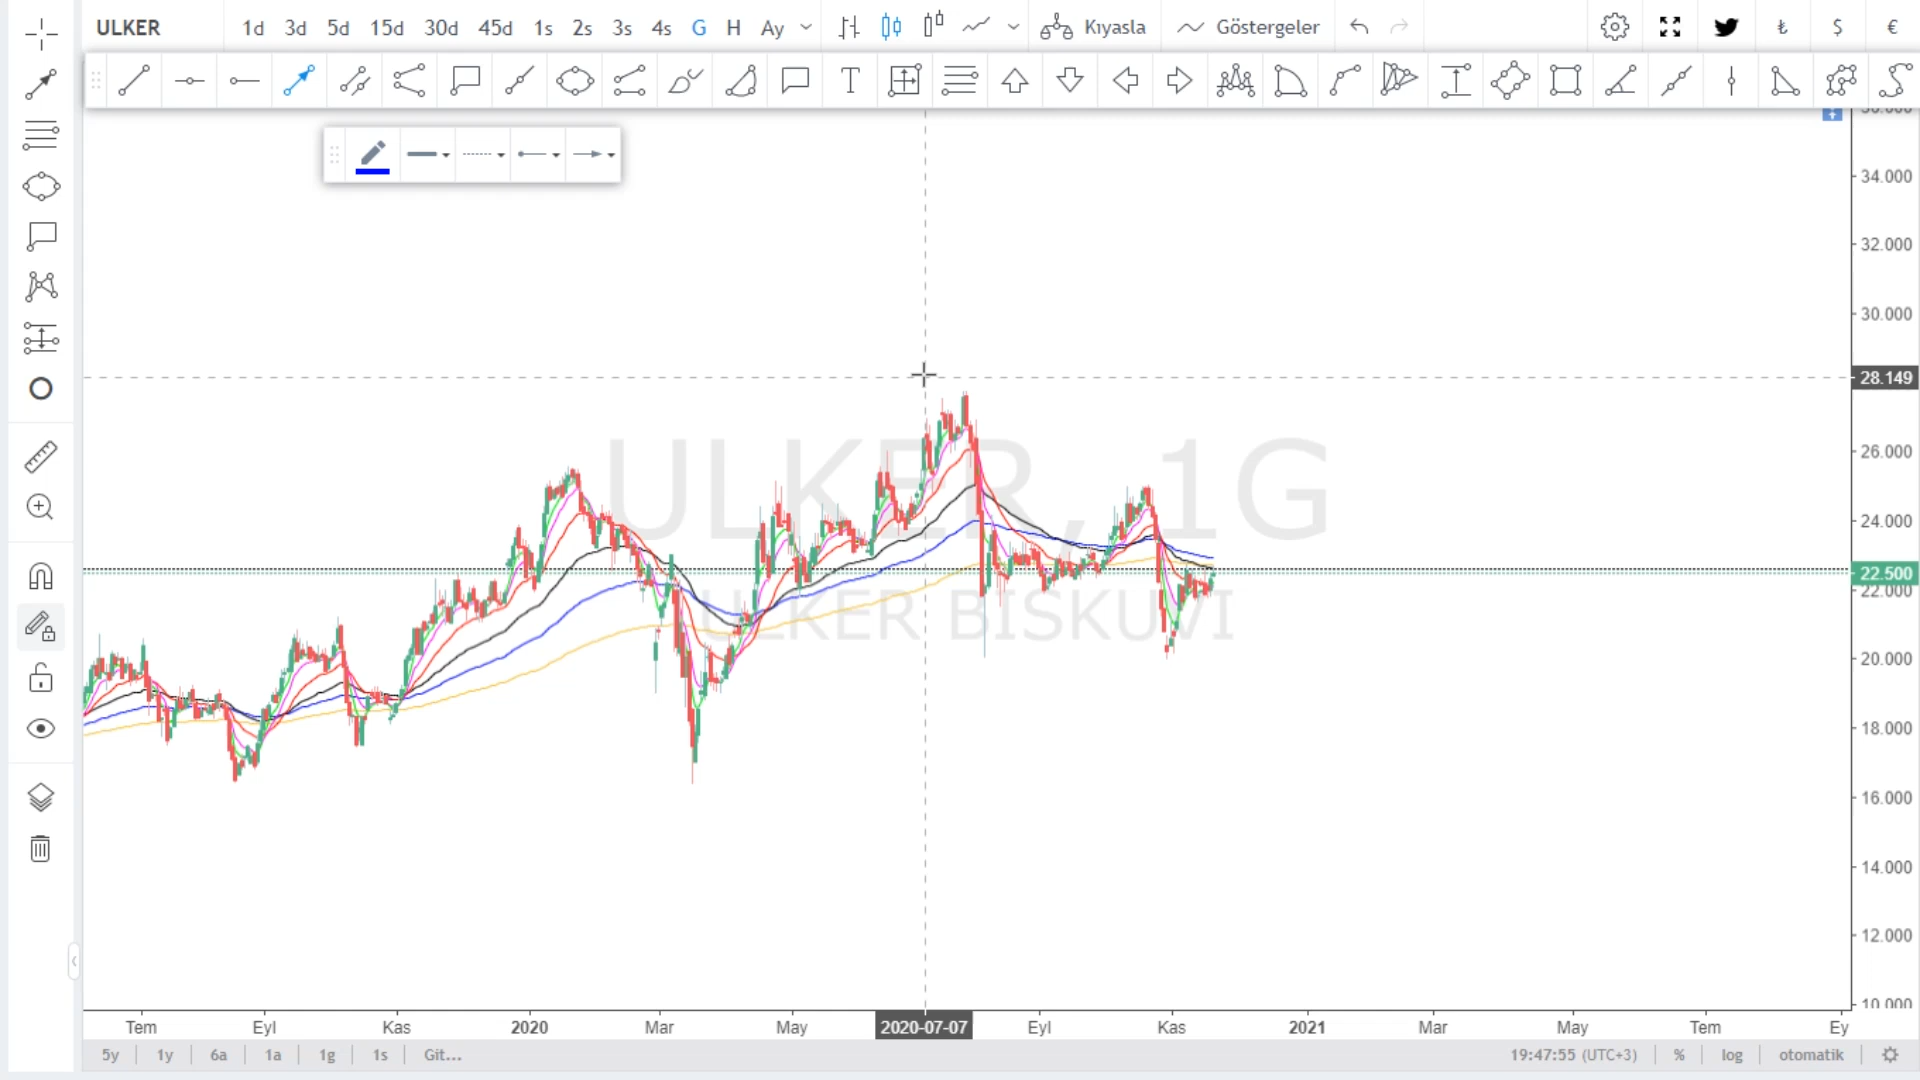 ULKER 1d 3d 5d 15d 30d 45d 1s 2s 3s 4s G H Ay Kıyasla Göstergeler ₺ $ €
T
34.000
32.000
30.000
28.149
26.000
24.000
22.500
22.000
20.000
18.000
16.000
14.000
12.000
10.000
ULKER, 1G
ULKER BISKUVI
Tem Eyl Kas 2020 Mar May 2020-07-07 Eyl Kas 2021 Mar May Tem Ey
5y 1y 6a 1a 1g 1s Git... 19:47:55 (UTC+3) % log otomatik